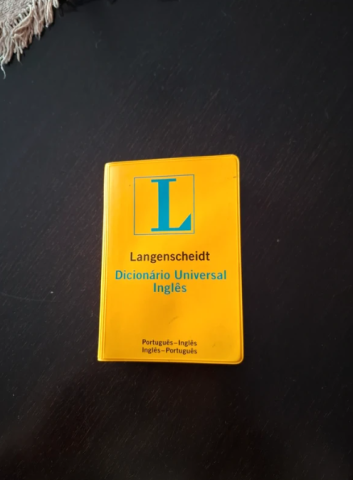 L
Langenscheidt
Dicionário Universal
Inglês
Português–Inglês
Inglês–Português